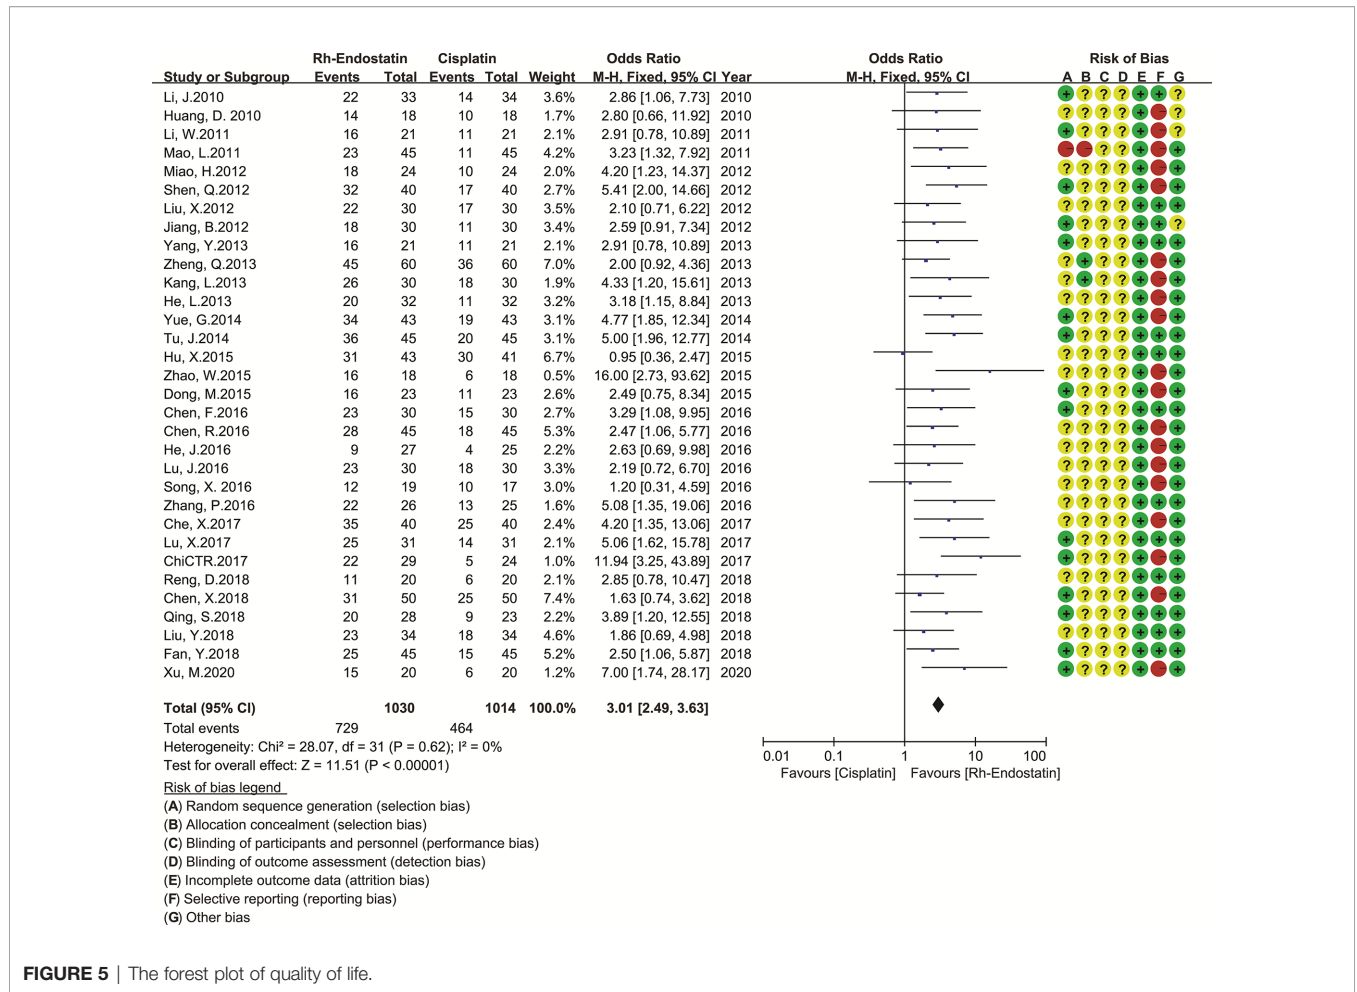 Rh-Endostatin Cisplatin Odds Ratio Odds Ratio Risk of Bias
Study or Subgroup Events Total Events Total Weight M-H, Fixed, 95% CI Year M-H, Fixed, 95% CI A B C D E F G
Li, J.2010 22 33 14 34 3.6% 2.86 [1.06, 7.73] 2010 + ? ? ? + + ?
Huang, D. 2010 14 18 10 18 1.7% 2.80 [0.66, 11.92] 2010 ? ? ? ? + - ?
Li, W.2011 16 21 11 21 2.1% 2.91 [0.78, 10.89] 2011 + ? ? ? + - ?
Mao, L.2011 23 45 11 45 4.2% 3.23 [1.32, 7.92] 2011 - - ? ? + - +
Miao, H.2012 18 24 10 24 2.0% 4.20 [1.23, 14.37] 2012 ? ? ? ? + - +
Shen, Q.2012 32 40 17 40 2.7% 5.41 [2.00, 14.66] 2012 + ? ? ? + - +
Liu, X.2012 22 30 17 30 3.5% 2.10 [0.71, 6.22] 2012 ? ? ? ? + + +
Jiang, B.2012 18 30 11 30 3.4% 2.59 [0.91, 7.34] 2012 + ? ? ? + + ?
Yang, Y.2013 16 21 11 21 2.1% 2.91 [0.78, 10.89] 2013 + ? ? ? + + +
Zheng, Q.2013 45 60 36 60 7.0% 2.00 [0.92, 4.36] 2013 ? + ? ? + - +
Kang, L.2013 26 30 18 30 1.9% 4.33 [1.20, 15.61] 2013 ? + ? ? + - +
He, L.2013 20 32 11 32 3.2% 3.18 [1.15, 8.84] 2013 ? ? ? ? + - +
Yue, G.2014 34 43 19 43 3.1% 4.77 [1.85, 12.34] 2014 + ? ? ? + - +
Tu, J.2014 36 45 20 45 3.1% 5.00 [1.96, 12.77] 2014 + ? ? ? + + +
Hu, X.2015 31 43 30 41 6.7% 0.95 [0.36, 2.47] 2015 ? ? ? ? + + +
Zhao, W.2015 16 18 6 18 0.5% 16.00 [2.73, 93.62] 2015 ? ? ? ? + - +
Dong, M.2015 16 23 11 23 2.6% 2.49 [0.75, 8.34] 2015 + ? ? ? + - +
Chen, F.2016 23 30 15 30 2.7% 3.29 [1.08, 9.95] 2016 + ? ? ? + + +
Chen, R.2016 28 45 18 45 5.3% 2.47 [1.06, 5.77] 2016 ? ? ? ? + - +
He, J.2016 9 27 4 25 2.2% 2.63 [0.69, 9.98] 2016 ? ? ? ? + - +
Lu, J.2016 23 30 18 30 3.3% 2.19 [0.72, 6.70] 2016 ? ? ? ? + - +
Song, X. 2016 12 19 10 17 3.0% 1.20 [0.31, 4.59] 2016 ? ? ? ? + - +
Zhang, P.2016 22 26 13 25 1.6% 5.08 [1.35, 19.06] 2016 ? ? ? ? + + +
Che, X.2017 35 40 25 40 2.4% 4.20 [1.35, 13.06] 2017 + ? ? ? + - +
Lu, X.2017 25 31 14 31 2.1% 5.06 [1.62, 15.78] 2017 + ? ? ? + + +
ChiCTR.2017 22 29 5 24 1.0% 11.94 [3.25, 43.89] 2017 + ? ? ? + - +
Reng, D.2018 11 20 6 20 2.1% 2.85 [0.78, 10.47] 2018 ? ? ? ? + + +
Chen, X.2018 31 50 25 50 7.4% 1.63 [0.74, 3.62] 2018 + ? ? ? + - +
Qing, S.2018 20 28 9 23 2.2% 3.89 [1.20, 12.55] 2018 + ? ? ? + + +
Liu, Y.2018 23 34 18 34 4.6% 1.86 [0.69, 4.98] 2018 ? ? ? ? + + +
Fan, Y.2018 25 45 15 45 5.2% 2.50 [1.06, 5.87] 2018 + ? ? ? + + +
Xu, M.2020 15 20 6 20 1.2% 7.00 [1.74, 28.17] 2020 + ? ? ? + - +
Total (95% CI) 1030 1014 100.0% 3.01 [2.49, 3.63]
Total events 729 464
Heterogeneity: Chi² = 28.07, df = 31 (P = 0.62); I² = 0%
Test for overall effect: Z = 11.51 (P < 0.00001)
0.01 0.1 1 10 100
Favours [Cisplatin] Favours [Rh-Endostatin]
Risk of bias legend
(A) Random sequence generation (selection bias)
(B) Allocation concealment (selection bias)
(C) Blinding of participants and personnel (performance bias)
(D) Blinding of outcome assessment (detection bias)
(E) Incomplete outcome data (attrition bias)
(F) Selective reporting (reporting bias)
(G) Other bias
FIGURE 5 | The forest plot of quality of life.